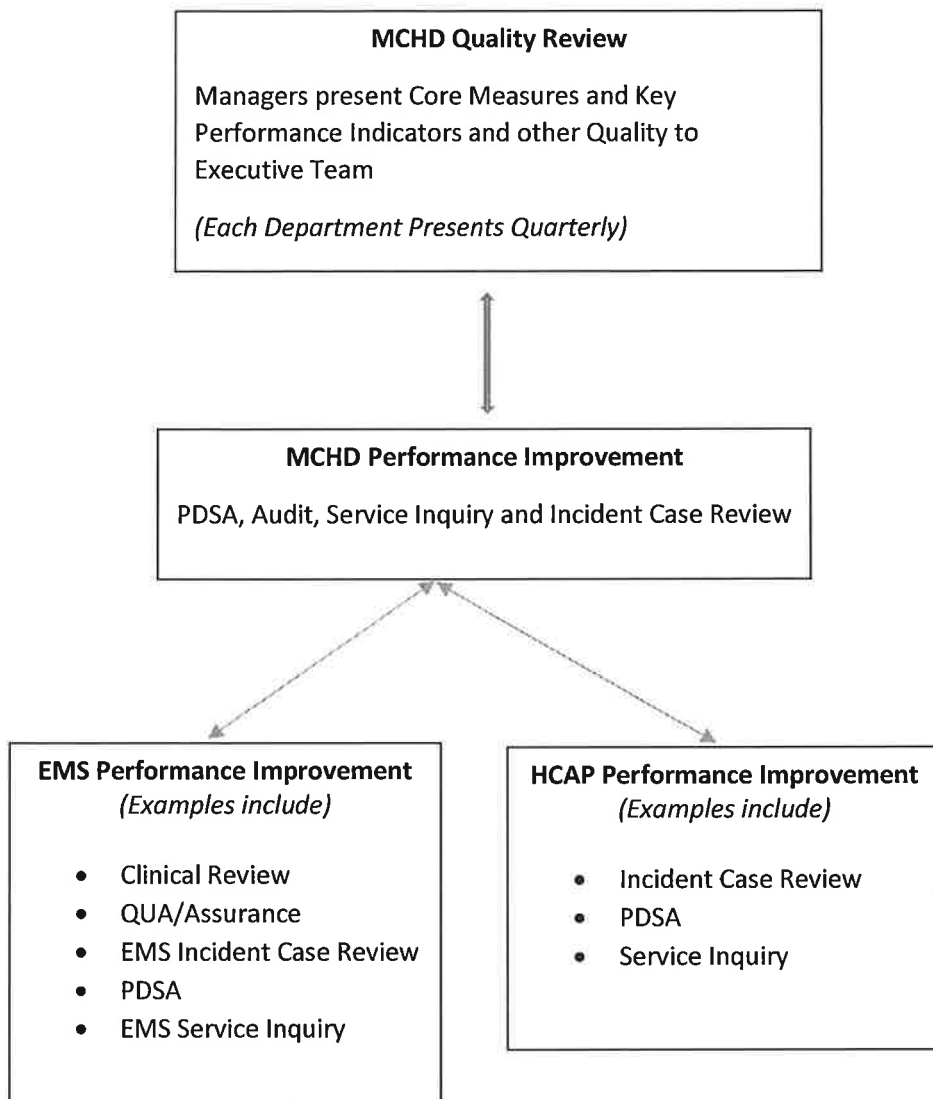 MCHD Quality Review
Managers present Core Measures and Key
Performance Indicators and other Quality to
Executive Team
(Each Department Presents Quarterly)
MCHD Performance Improvement
PDSA, Audit, Service Inquiry and Incident Case Review
EMS Performance Improvement
(Examples include)
• Clinical Review
• QUA/Assurance
• EMS Incident Case Review
• PDSA
• EMS Service Inquiry
HCAP Performance Improvement
(Examples include)
• Incident Case Review
• PDSA
• Service Inquiry